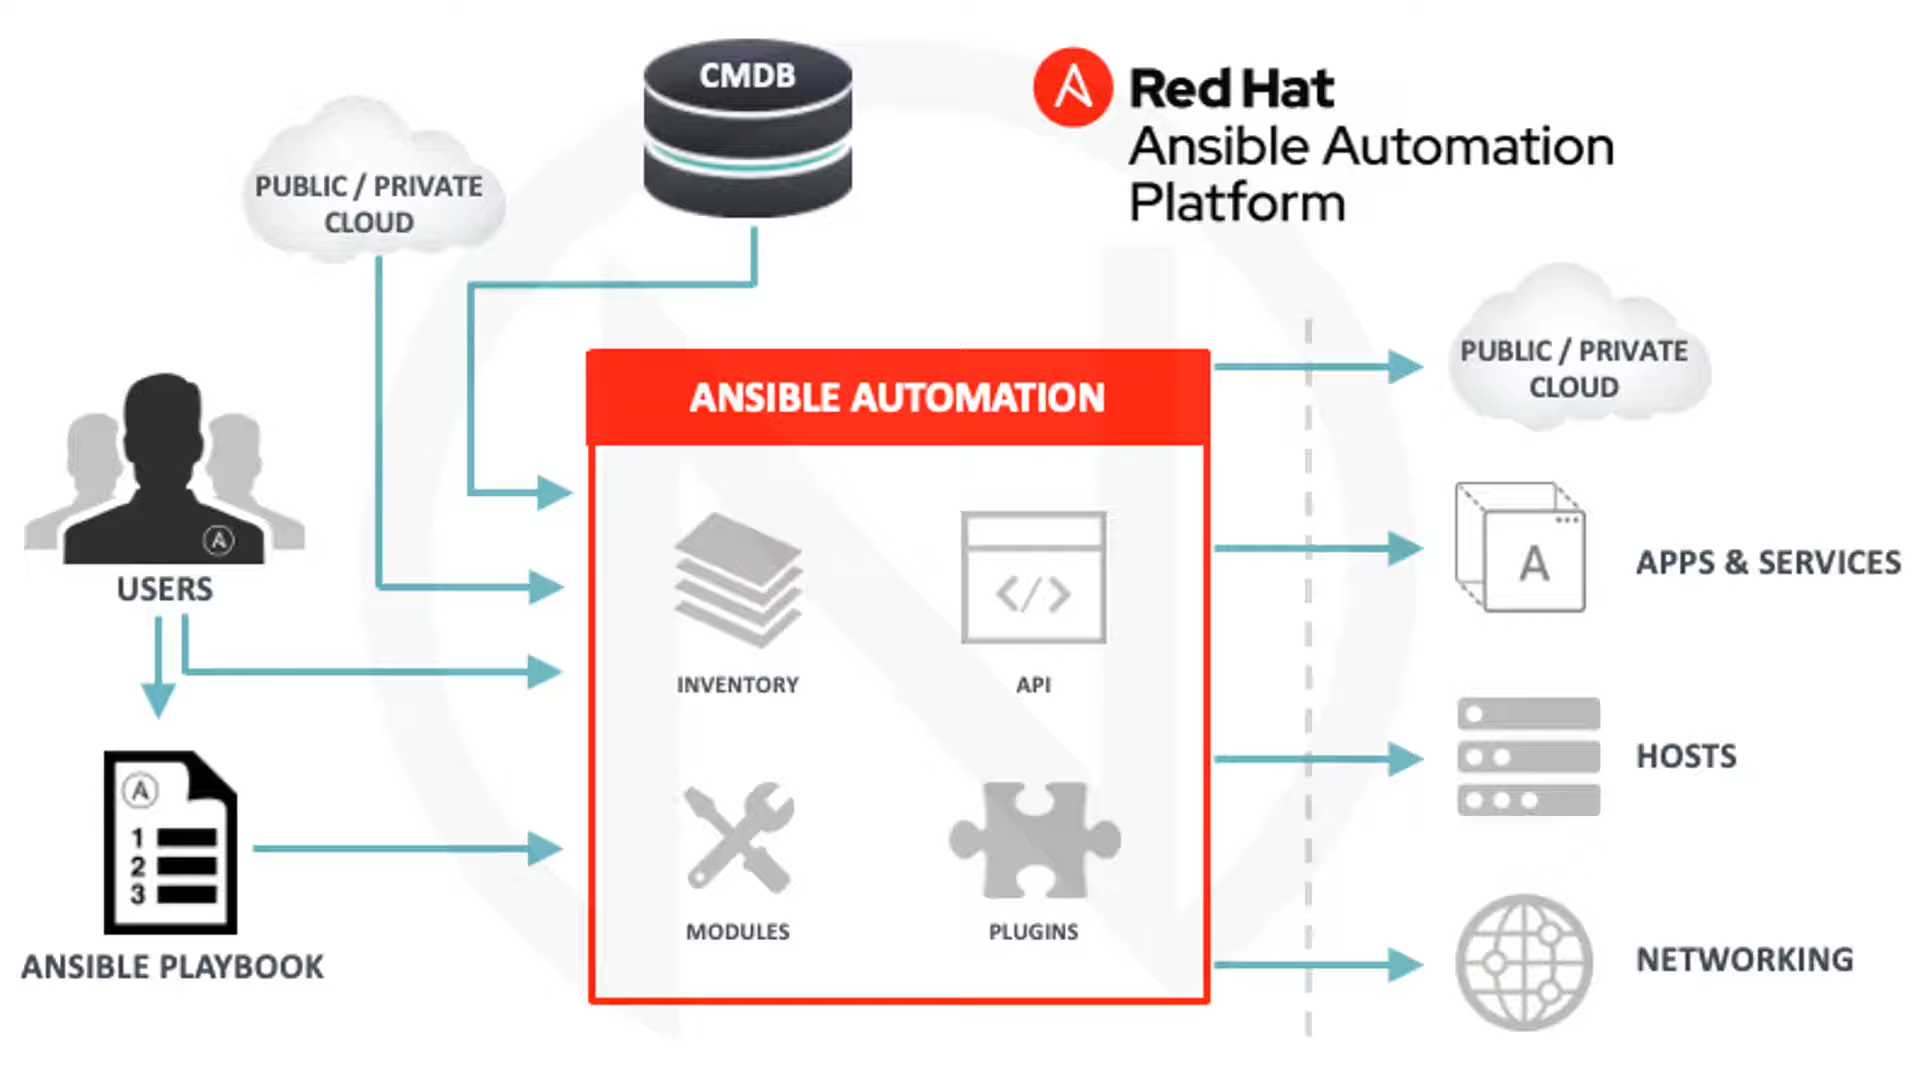 CMDB
Red Hat
Ansible Automation
Platform
PUBLIC / PRIVATE
CLOUD
PUBLIC / PRIVATE
CLOUD
ANSIBLE AUTOMATION
A
USERS
INVENTORY
</>
API
A
APPS & SERVICES
HOSTS
A
1
2
3
ANSIBLE PLAYBOOK
MODULES
PLUGINS
NETWORKING